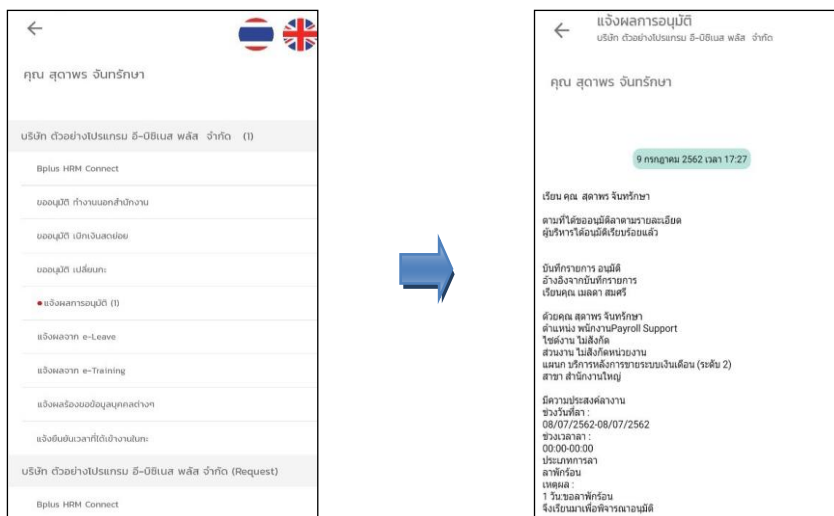 คุณ สุดาพร จันทรักษา
บริษัท ตัวอย่างโปรแกรม อี-บิซิเนส พลัส จำกัด (1)
Bplus HRM Connect
ขออนุมัติ ทำงานนอกสำนักงาน
ขออนุมัติ เบิกเงินสดย่อย
ขออนุมัติ เปลี่ยนกะ
แจ้งผลการอนุมัติ (1)
แจ้งผลจาก e-Leave
แจ้งผลจาก e-Training
แจ้งผลร้องขอข้อมูลบุคคลต่างๆ
แจ้งยืนยันเวลาที่ได้เข้างานในกะ
บริษัท ตัวอย่างโปรแกรม อี-บิซิเนส พลัส จำกัด (Request)
Bplus HRM Connect
แจ้งผลการอนุมัติ
บริษัท ตัวอย่างโปรแกรม อี-บิซิเนส พลัส จำกัด
คุณ สุดาพร จันทรักษา
9 กรกฎาคม 2562 เวลา 17:27
เรียน คุณ สุดาพร จันทรักษา
ตามที่ได้ขออนุมัติลาตามรายละเอียด
ผู้บริหารได้อนุมัติเรียบร้อยแล้ว
บันทึกรายการ อนุมัติ
อ้างอิงจากบันทึกรายการ
เรียนคุณ เมลดา สมศรี
ด้วยคุณ สุดาพร จันทรักษา
ตำแหน่ง พนักงานPayroll Support
ไซต์งาน ไม่สังกัด
ส่วนงาน ไม่สังกัดหน่วยงาน
แผนก บริการหลังการขายระบบเงินเดือน (ระดับ 2)
สาขา สำนักงานใหญ่
มีความประสงค์ลางาน
ช่วงวันที่ลา :
08/07/2562-08/07/2562
ช่วงเวลาลา :
00:00-00:00
ประเภทการลา
ลาพักร้อน
เหตุผล :
1 วัน:ขอลาพักร้อน
จึงเรียนมาเพื่อพิจารณาอนุมัติ